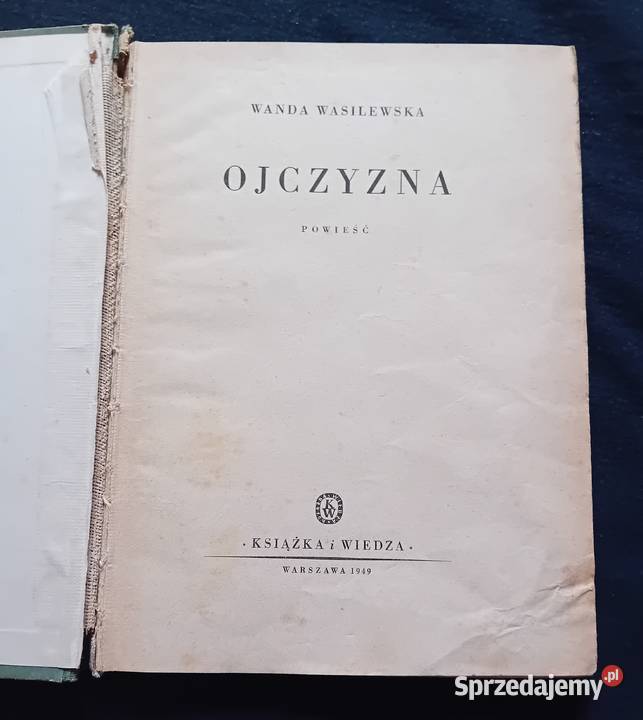 WANDA WASILEWSKA
OJCZYZNA
POWIEŚĆ
KW
· KSIĄŻKA i WIEDZA ·
WARSZAWA 1949
Sprzedajemy.pl